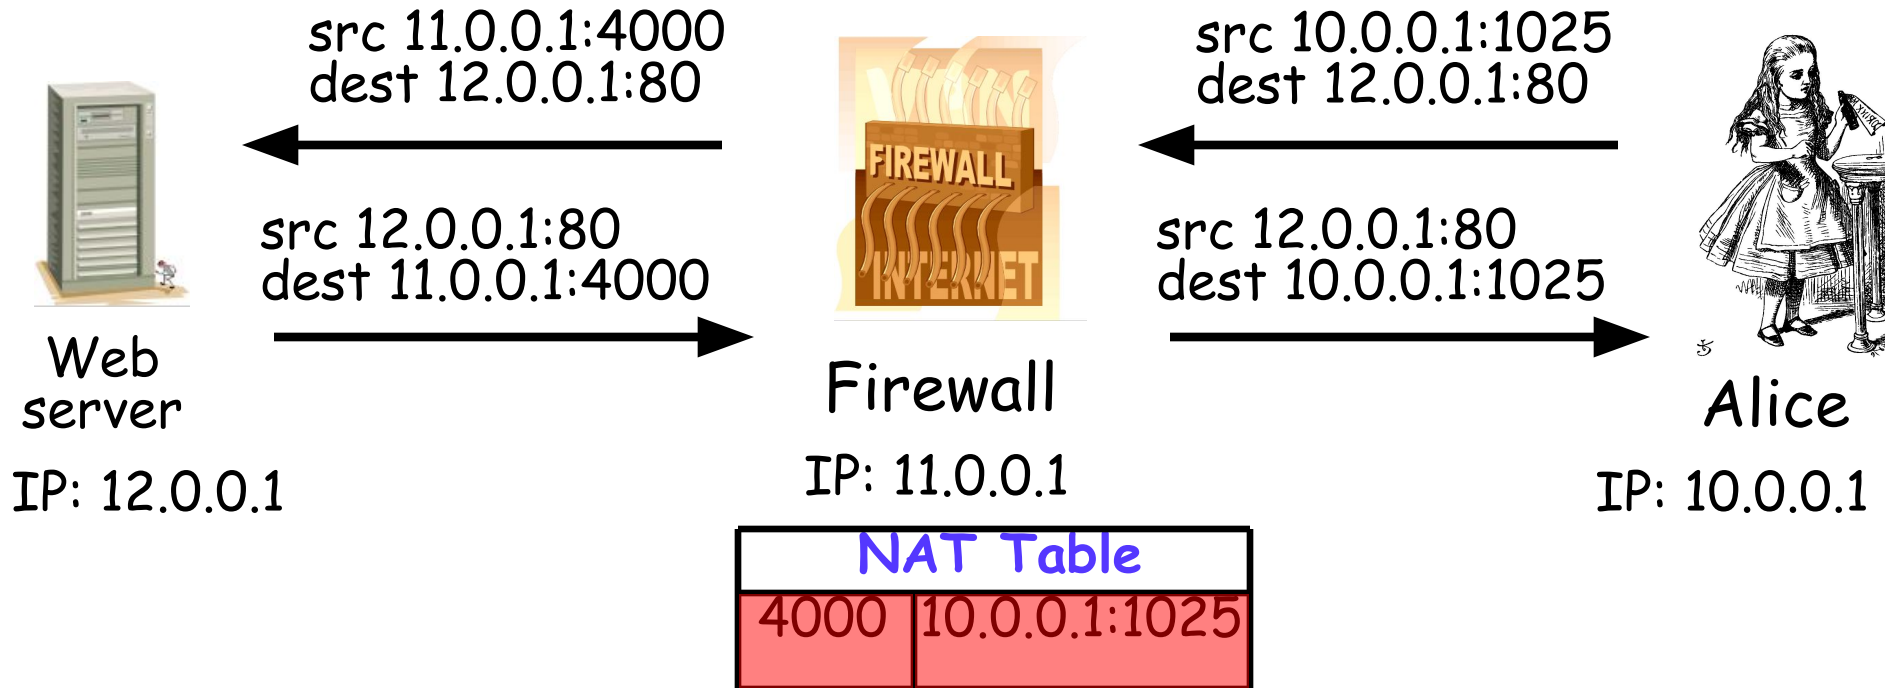 src 11.0.0.1:4000
dest 12.0.0.1:80
src 10.0.0.1:1025
dest 12.0.0.1:80
FIREWALL
INTERNET
src 12.0.0.1:80
dest 11.0.0.1:4000
src 12.0.0.1:80
dest 10.0.0.1:1025
Web
server
IP: 12.0.0.1
Firewall
IP: 11.0.0.1
Alice
IP: 10.0.0.1
NAT Table
4000 10.0.0.1:1025